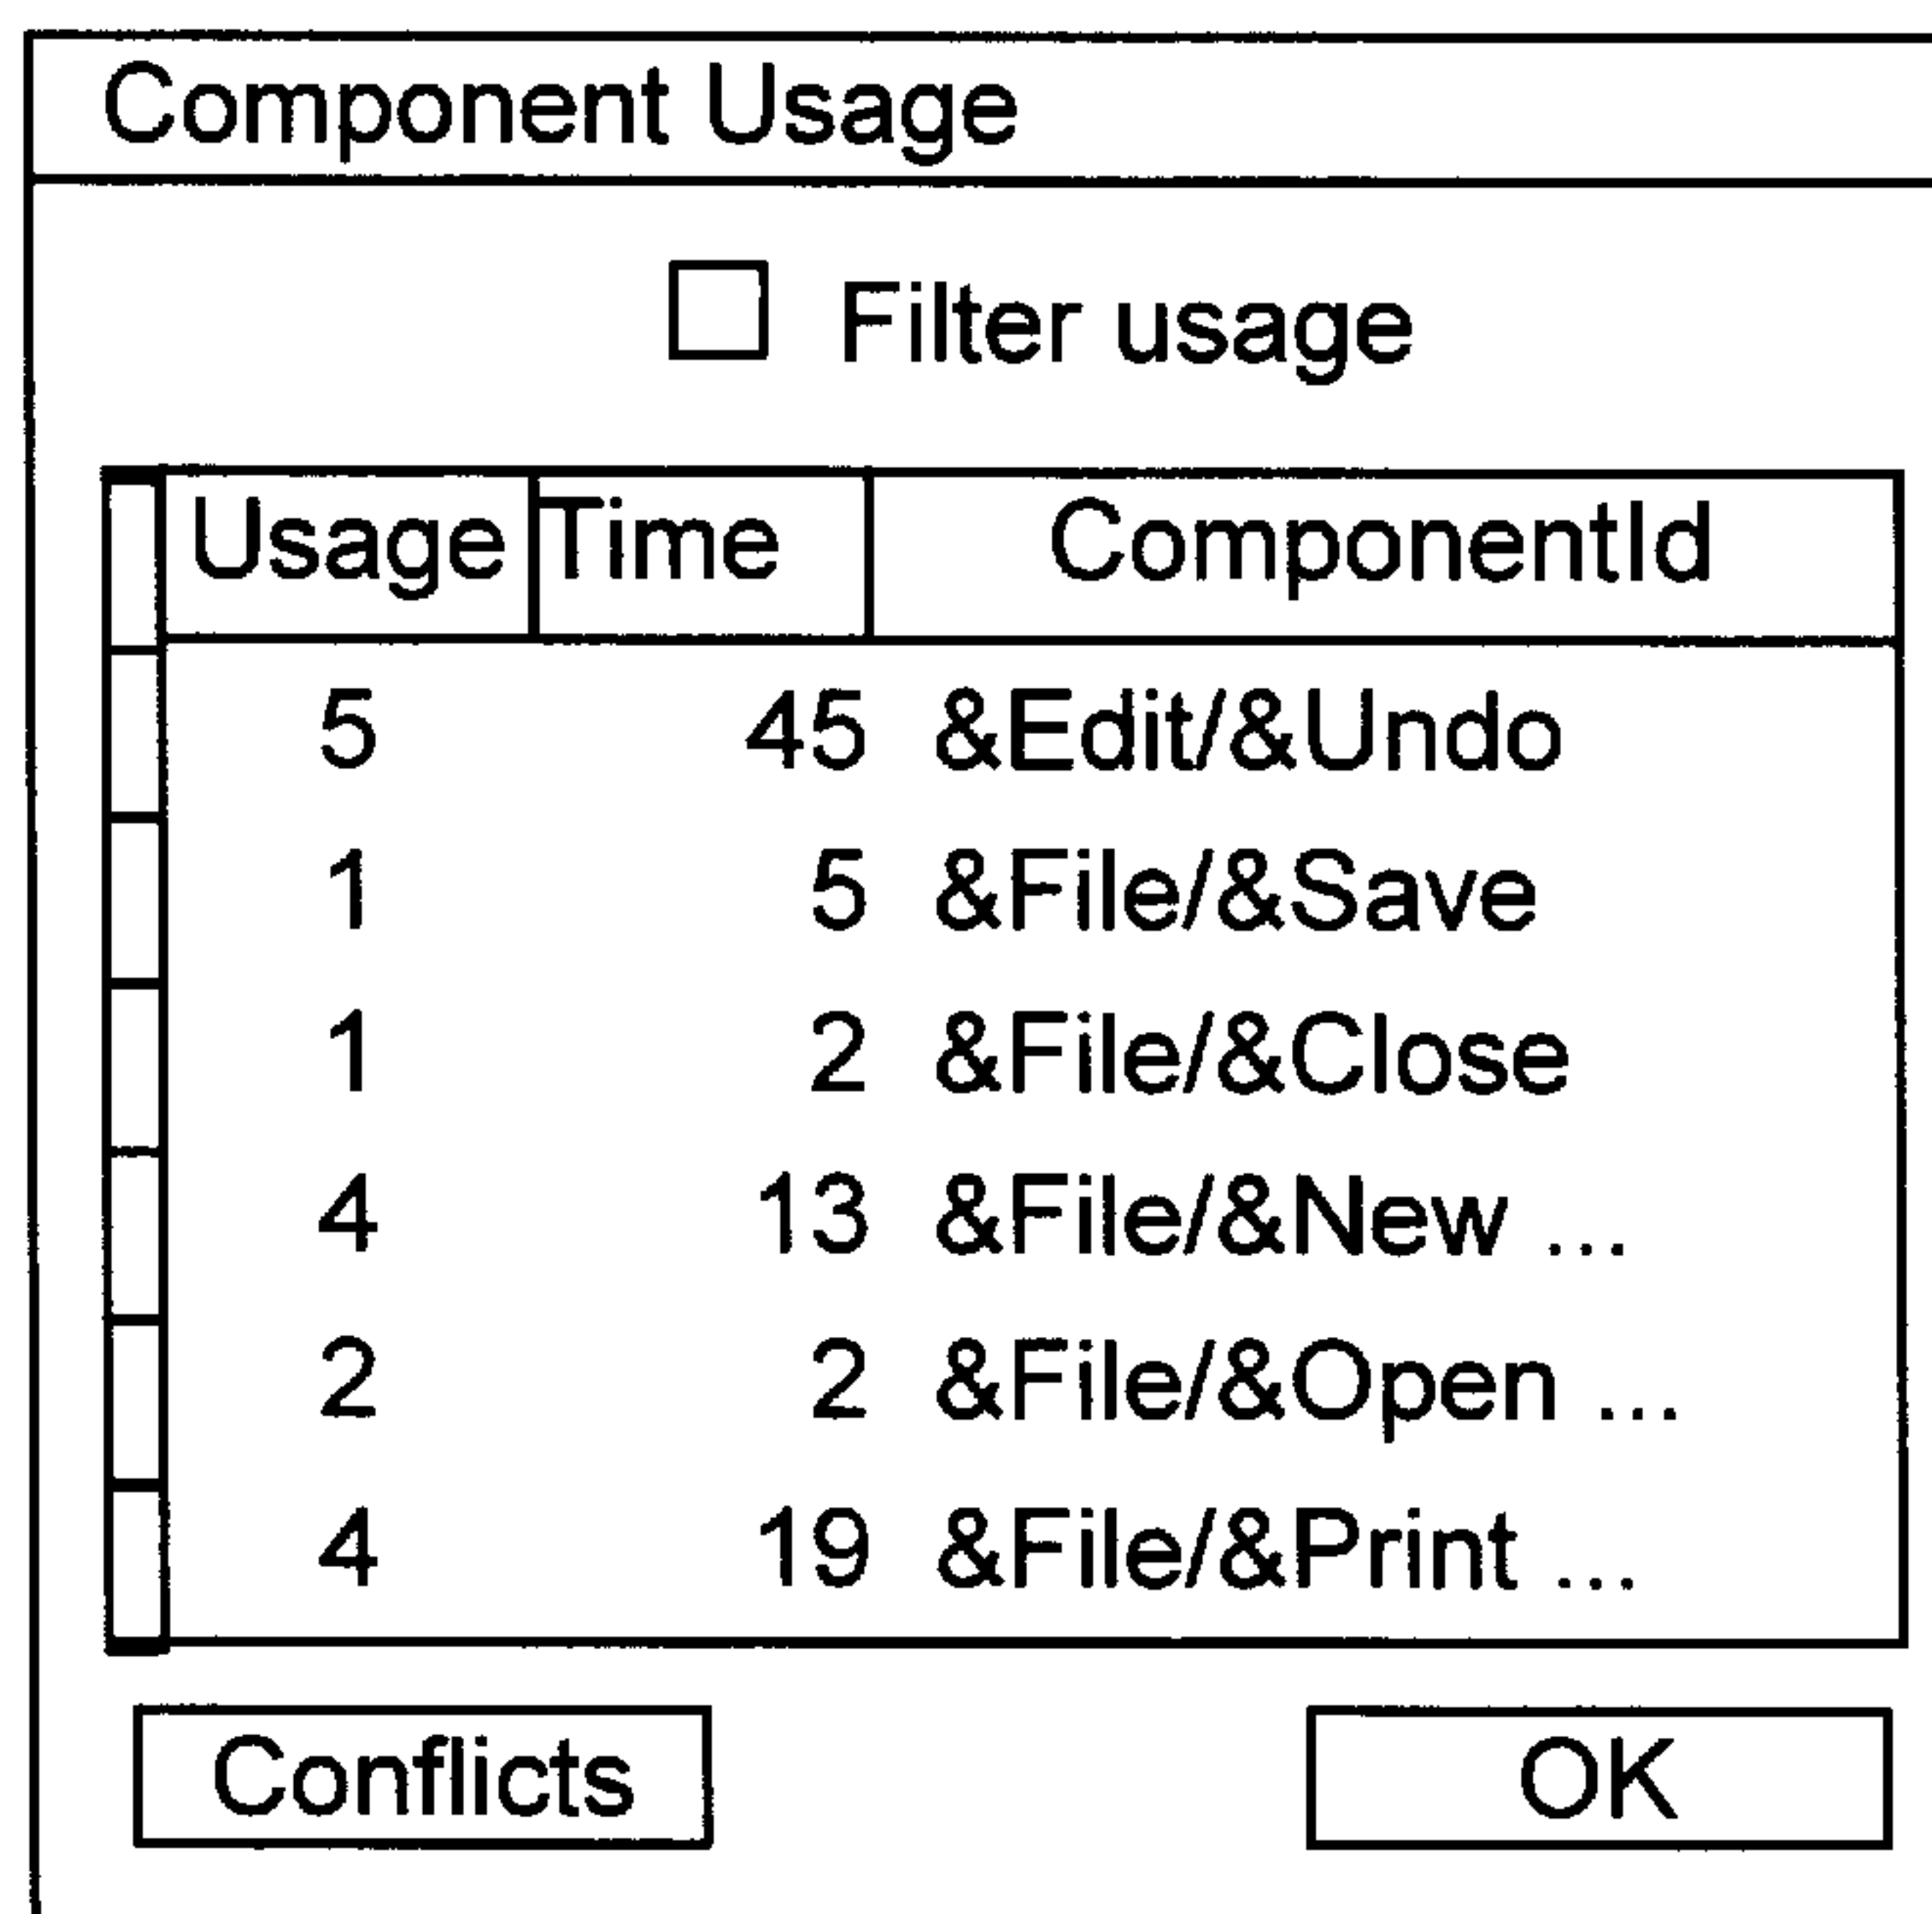 Component Usage
Filter usage
Usage Time ComponentId
5 45 &Edit/&Undo
1 5 &File/&Save
1 2 &File/&Close
4 13 &File/&New ...
2 2 &File/&Open ...
4 19 &File/&Print ...
Conflicts OK